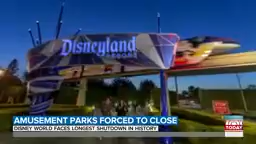 Disneyland
RESORT
AMUSEMENT PARKS FORCED TO CLOSE
DISNEY WORLD FACES LONGEST SHUTDOWN IN HISTORY
TODAY